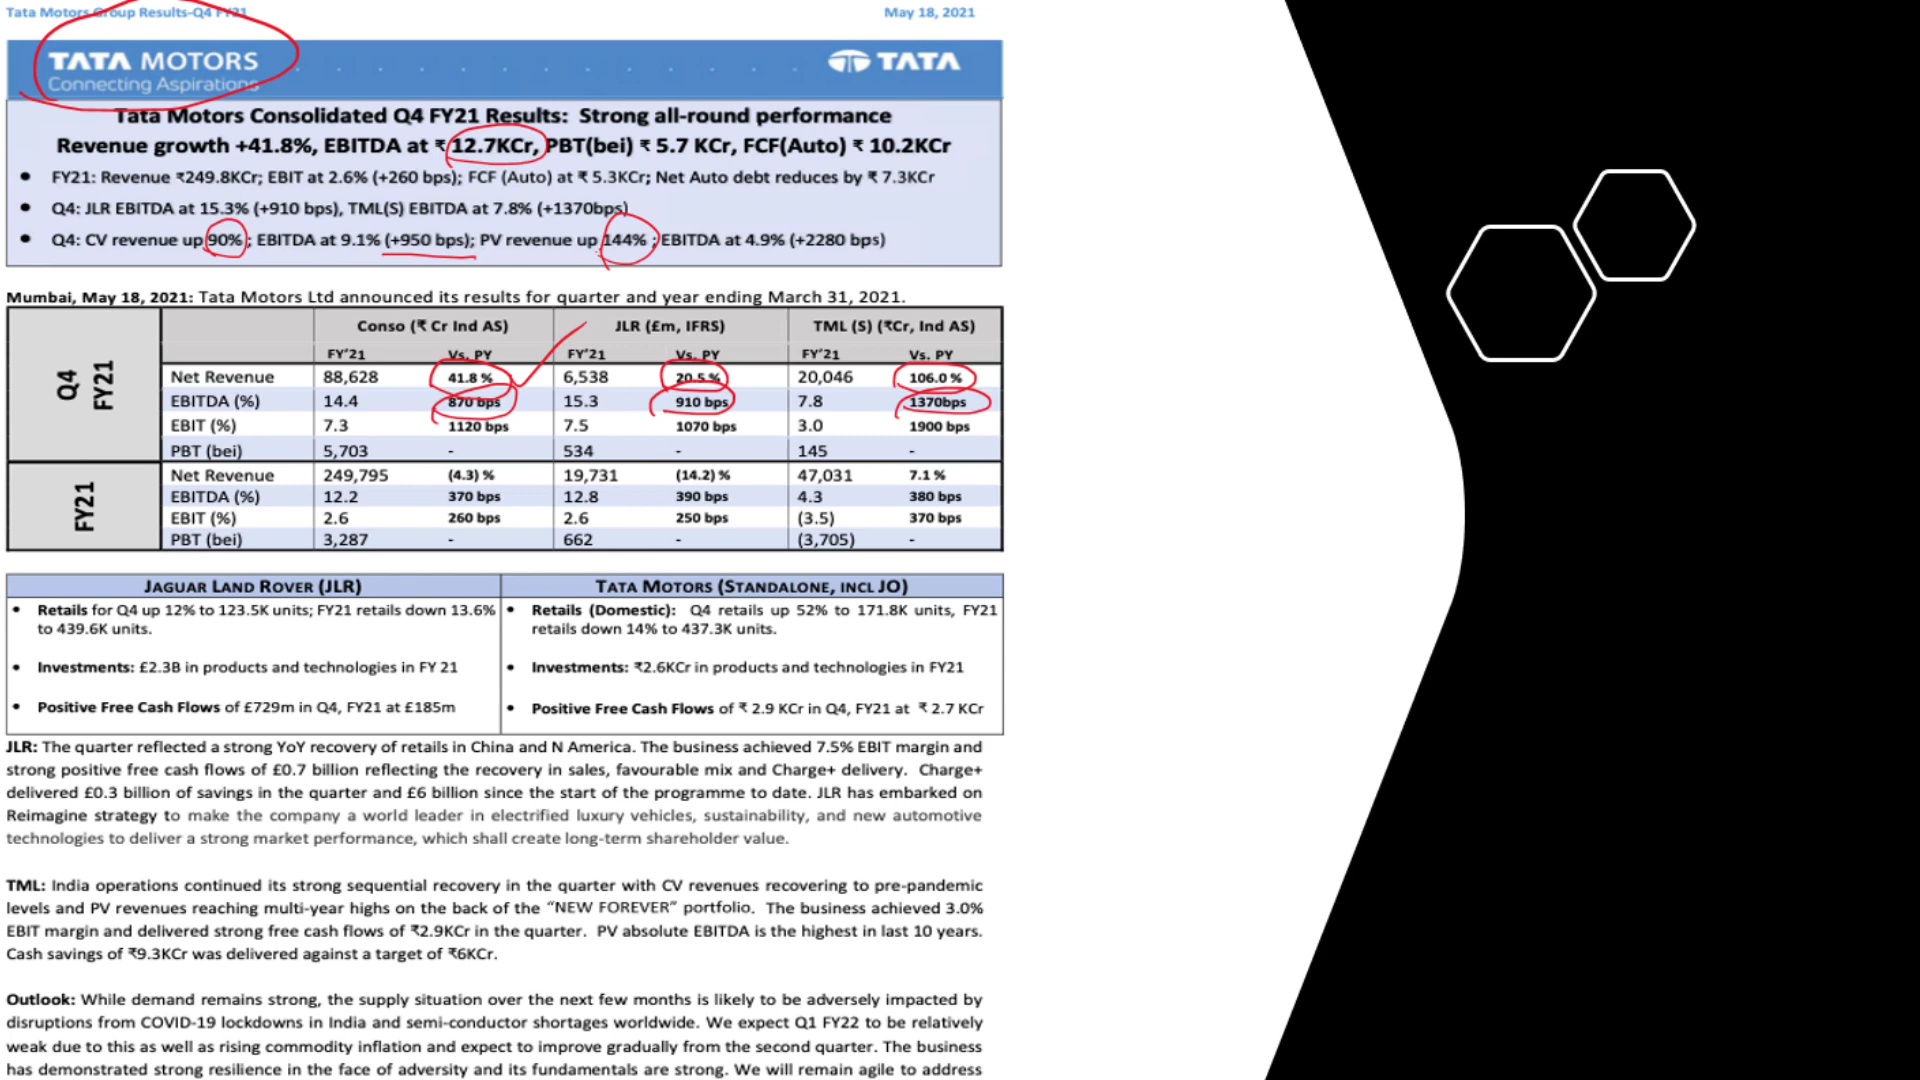 Tata Motors Group Results-Q4 FY21 May 18, 2021
TATA MOTORS TATA
Connecting Aspirations
Tata Motors Consolidated Q4 FY21 Results: Strong all-round performance
Revenue growth +41.8%, EBITDA at ₹ 12.7KCr, PBT(bei) ₹ 5.7 KCr, FCF(Auto) ₹ 10.2KCr
• FY21: Revenue ₹249.8KCr; EBIT at 2.6% (+260 bps); FCF (Auto) at ₹ 5.3KCr; Net Auto debt reduces by ₹ 7.3KCr
• Q4: JLR EBITDA at 15.3% (+910 bps), TML(S) EBITDA at 7.8% (+1370bps)
• Q4: CV revenue up 90% ; EBITDA at 9.1% (+950 bps); PV revenue up 144% ; EBITDA at 4.9% (+2280 bps)
Mumbai, May 18, 2021: Tata Motors Ltd announced its results for quarter and year ending March 31, 2021.
Conso (₹ Cr Ind AS) JLR (£m, IFRS) TML (S) (₹Cr, Ind AS)
FY'21 Vs. PY FY'21 Vs. PY FY'21 Vs. PY
Q4 FY21
Net Revenue 88,628 41.8 % 6,538 20.5 % 20,046 106.0 %
EBITDA (%) 14.4 870 bps 15.3 910 bps 7.8 1370bps
EBIT (%) 7.3 1120 bps 7.5 1070 bps 3.0 1900 bps
PBT (bei) 5,703 - 534 - 145 -
FY21
Net Revenue 249,795 (4.3) % 19,731 (14.2) % 47,031 7.1 %
EBITDA (%) 12.2 370 bps 12.8 390 bps 4.3 380 bps
EBIT (%) 2.6 260 bps 2.6 250 bps (3.5) 370 bps
PBT (bei) 3,287 - 662 - (3,705) -
JAGUAR LAND ROVER (JLR)
• Retails for Q4 up 12% to 123.5K units; FY21 retails down 13.6%
to 439.6K units.
• Investments: £2.3B in products and technologies in FY 21
• Positive Free Cash Flows of £729m in Q4, FY21 at £185m
TATA MOTORS (STANDALONE, INCL JO)
• Retails (Domestic): Q4 retails up 52% to 171.8K units, FY21
retails down 14% to 437.3K units.
• Investments: ₹2.6KCr in products and technologies in FY21
• Positive Free Cash Flows of ₹ 2.9 KCr in Q4, FY21 at ₹ 2.7 KCr
JLR: The quarter reflected a strong YoY recovery of retails in China and N America. The business achieved 7.5% EBIT margin and
strong positive free cash flows of £0.7 billion reflecting the recovery in sales, favourable mix and Charge+ delivery. Charge+
delivered £0.3 billion of savings in the quarter and £6 billion since the start of the programme to date. JLR has embarked on
Reimagine strategy to make the company a world leader in electrified luxury vehicles, sustainability, and new automotive
technologies to deliver a strong market performance, which shall create long-term shareholder value.
TML: India operations continued its strong sequential recovery in the quarter with CV revenues recovering to pre-pandemic
levels and PV revenues reaching multi-year highs on the back of the “NEW FOREVER” portfolio. The business achieved 3.0%
EBIT margin and delivered strong free cash flows of ₹2.9KCr in the quarter. PV absolute EBITDA is the highest in last 10 years.
Cash savings of ₹9.3KCr was delivered against a target of ₹6KCr.
Outlook: While demand remains strong, the supply situation over the next few months is likely to be adversely impacted by
disruptions from COVID-19 lockdowns in India and semi-conductor shortages worldwide. We expect Q1 FY22 to be relatively
weak due to this as well as rising commodity inflation and expect to improve gradually from the second quarter. The business
has demonstrated strong resilience in the face of adversity and its fundamentals are strong. We will remain agile to address